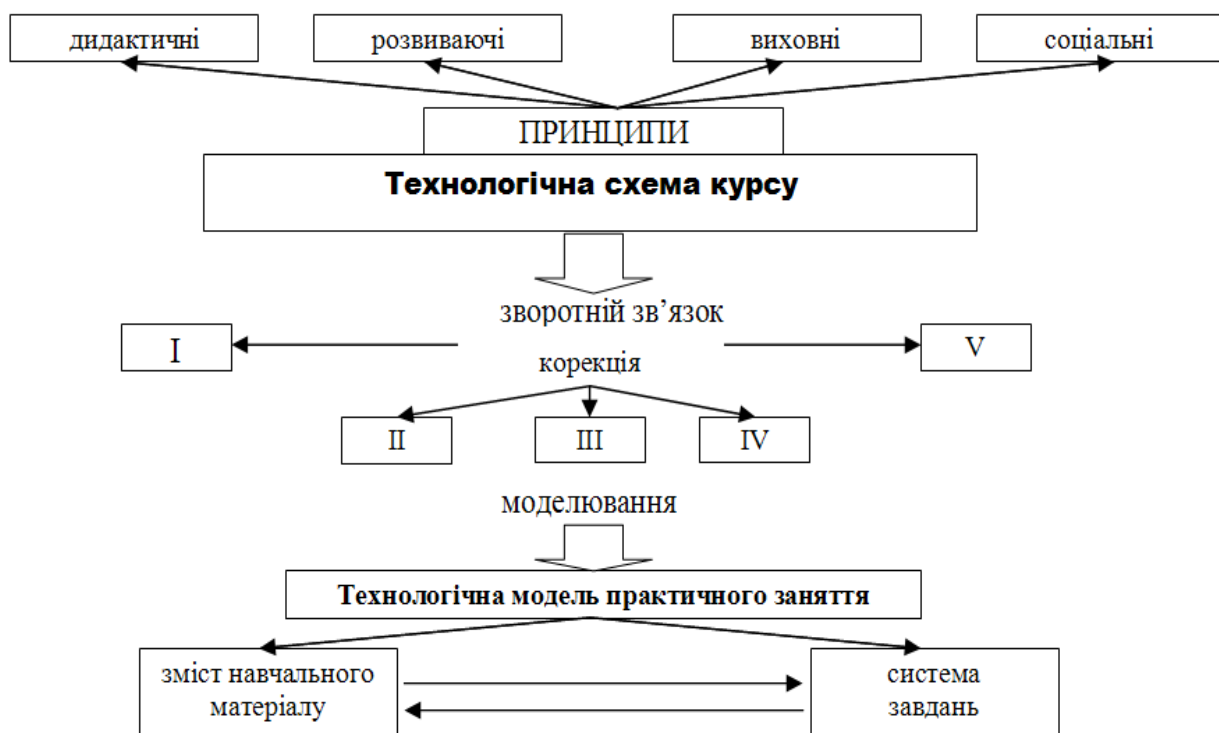 дидактичні
розвиваючі
виховні
соціальні
ПРИНЦИПИ
Технологічна схема курсу
зворотній зв’язок
I
V
корекція
II
III
IV
моделювання
Технологічна модель практичного заняття
зміст навчального
матеріалу
система
завдань